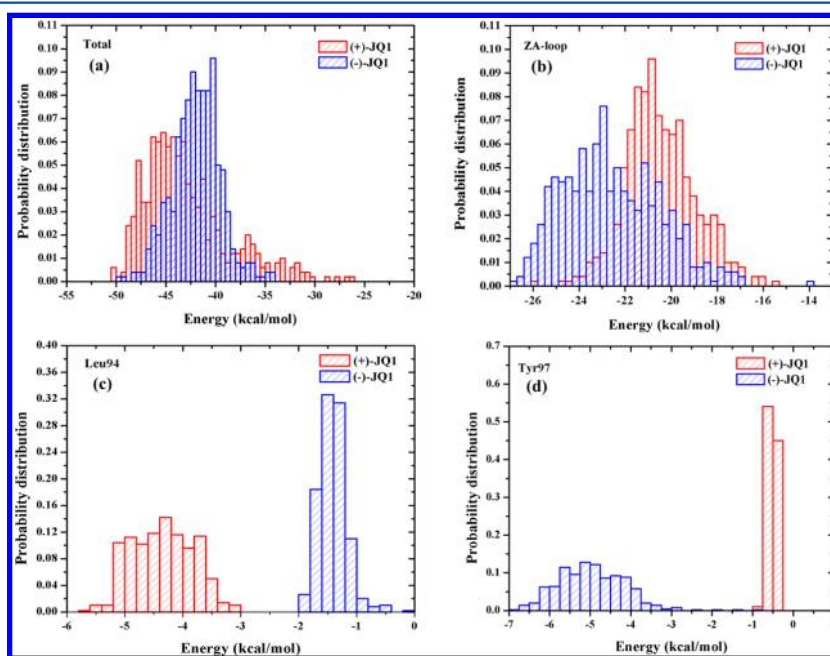 Total
(a)
(+)-JQ1
(-)-JQ1
Probability distribution
0.11
0.10
0.09
0.08
0.07
0.06
0.05
0.04
0.03
0.02
0.01
0.00
-55 -50 -45 -40 -35 -30 -25 -20
Energy (kcal/mol)
ZA-loop
(b)
(+)-JQ1
(-)-JQ1
Probability distribution
0.11
0.10
0.09
0.08
0.07
0.06
0.05
0.04
0.03
0.02
0.01
0.00
-26 -24 -22 -20 -18 -16 -14
Energy (kcal/mol)
Leu94
(c)
(+)-JQ1
(-)-JQ1
Probability distribution
0.40
0.36
0.32
0.28
0.24
0.20
0.16
0.12
0.08
0.04
0.00
-6 -5 -4 -3 -2 -1 0
Energy (kcal/mol)
Tyr97
(d)
(+)-JQ1
(-)-JQ1
Probability distribution
0.7
0.6
0.5
0.4
0.3
0.2
0.1
0.0
-7 -6 -5 -4 -3 -2 -1 0
Energy (kcal/mol)